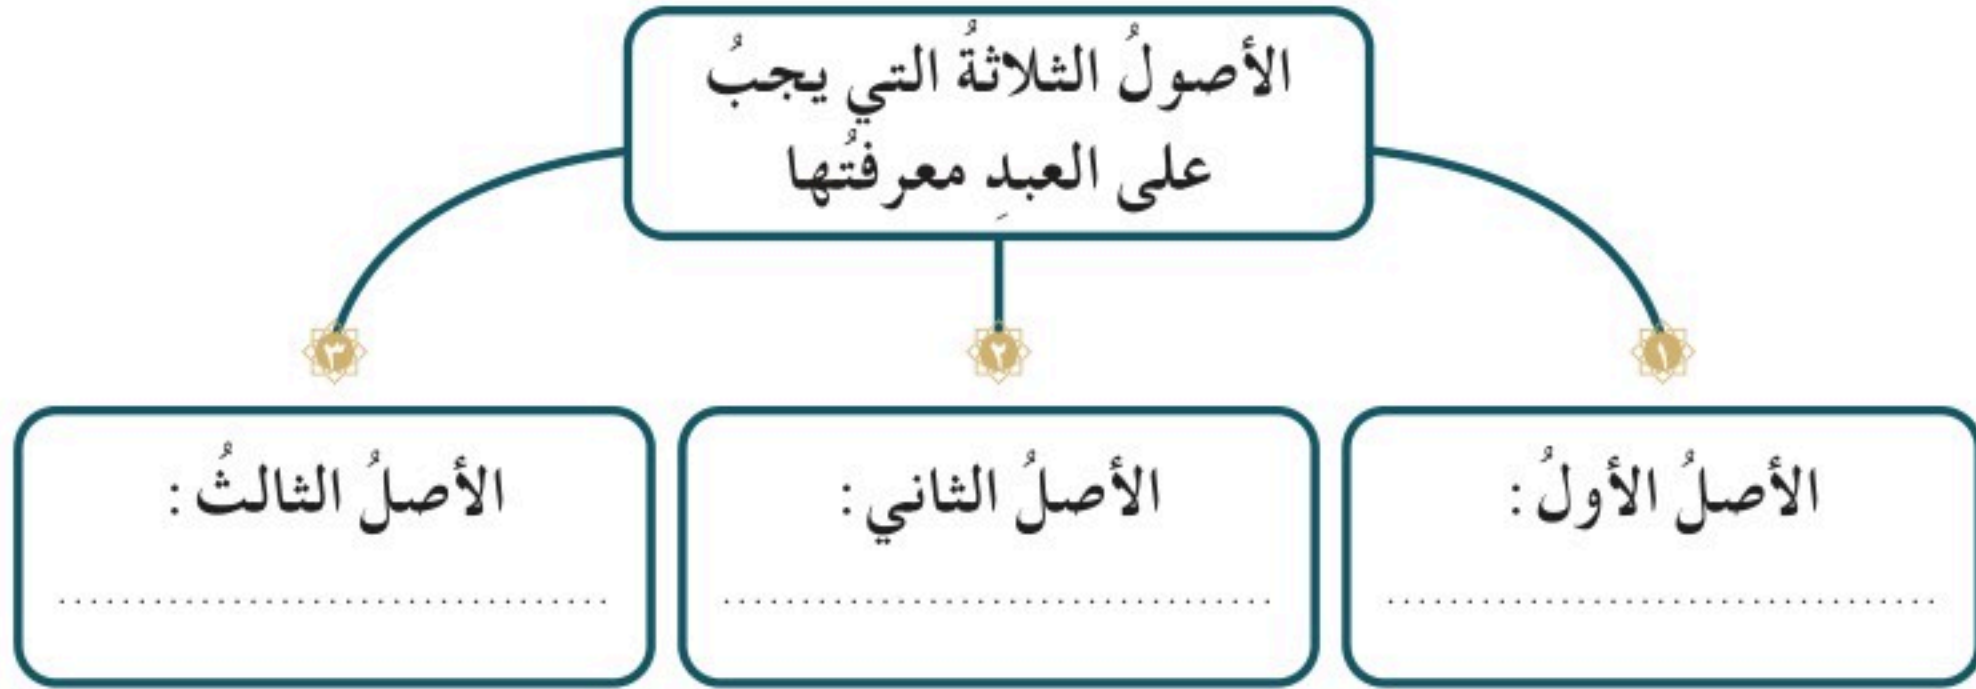 الأصولُ الثلاثةُ التي يجبُ
على العبدِ معرفتُها
١
٢
٣
الأصلُ الأولُ :
................................
الأصلُ الثاني :
................................
الأصلُ الثالثُ :
................................